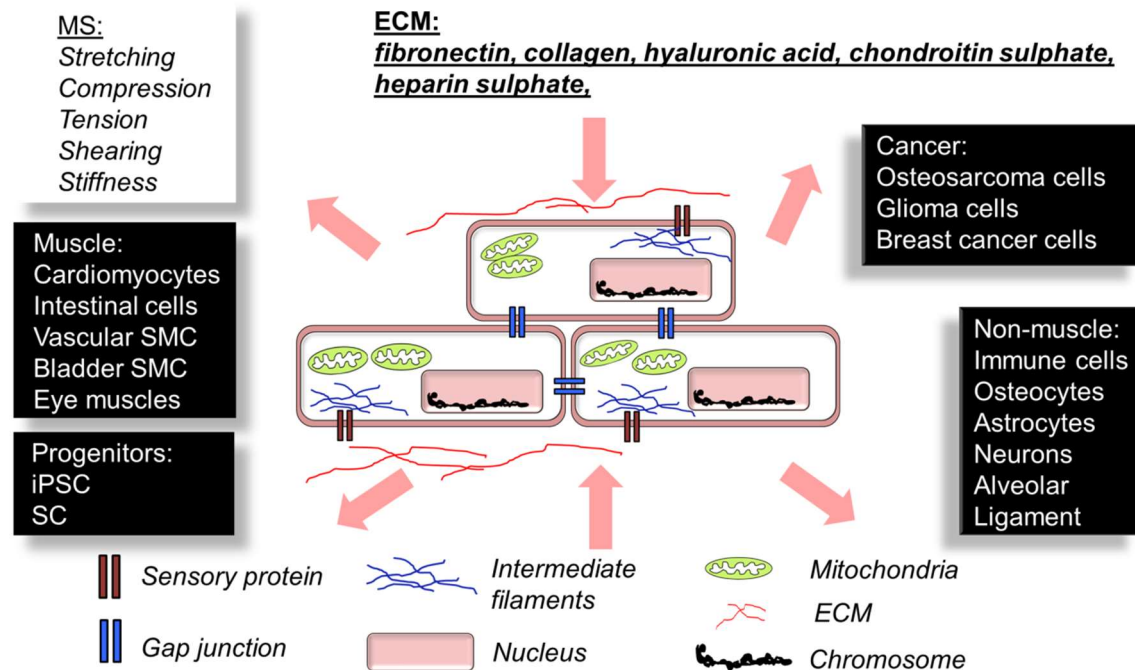 MS:
Stretching
Compression
Tension
Shearing
Stiffness
ECM:
fibronectin, collagen, hyaluronic acid, chondroitin sulphate,
heparin sulphate,
Cancer:
Osteosarcoma cells
Glioma cells
Breast cancer cells
Muscle:
Cardiomyocytes
Intestinal cells
Vascular SMC
Bladder SMC
Eye muscles
Non-muscle:
Immune cells
Osteocytes
Astrocytes
Neurons
Alveolar
Ligament
Progenitors:
iPSC
SC
Sensory protein
Intermediate
filaments
Mitochondria
ECM
Gap junction
Nucleus
Chromosome